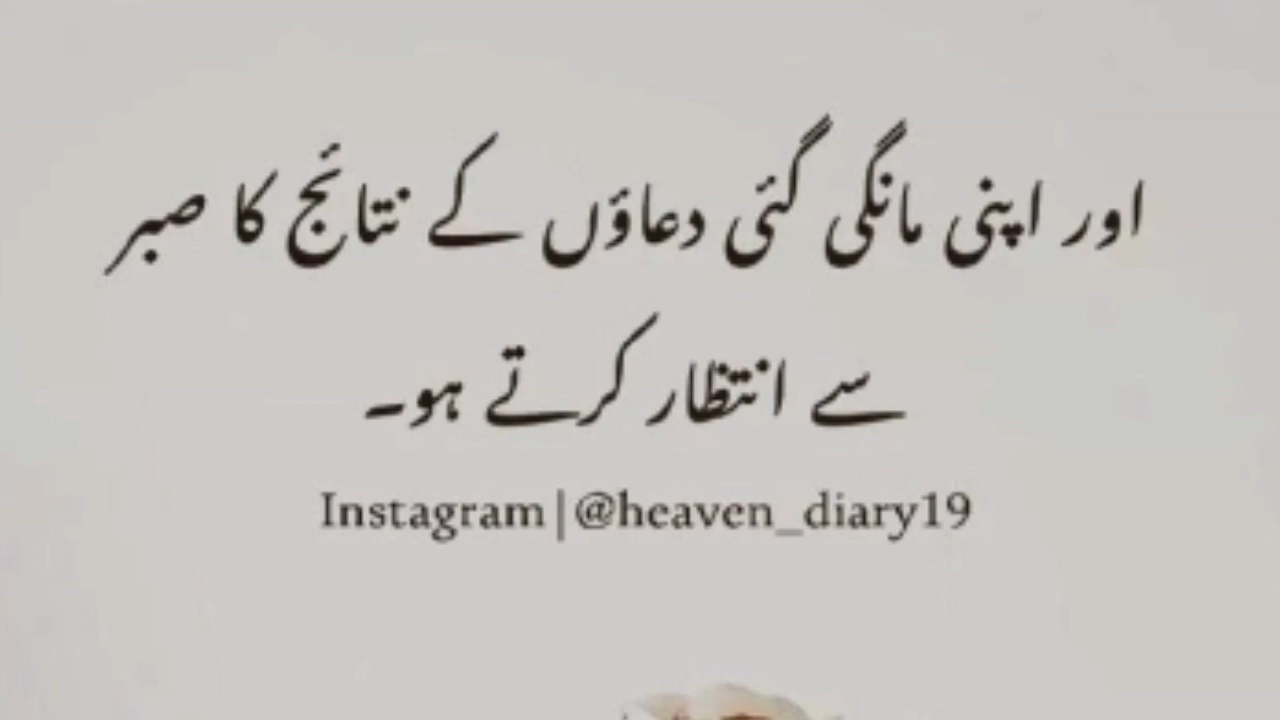 اور اپنی مانگی گئی دعاؤں کے نتائج کا صبر
سے انتظار کرتے ہو۔
Instagram|@heaven_diary19